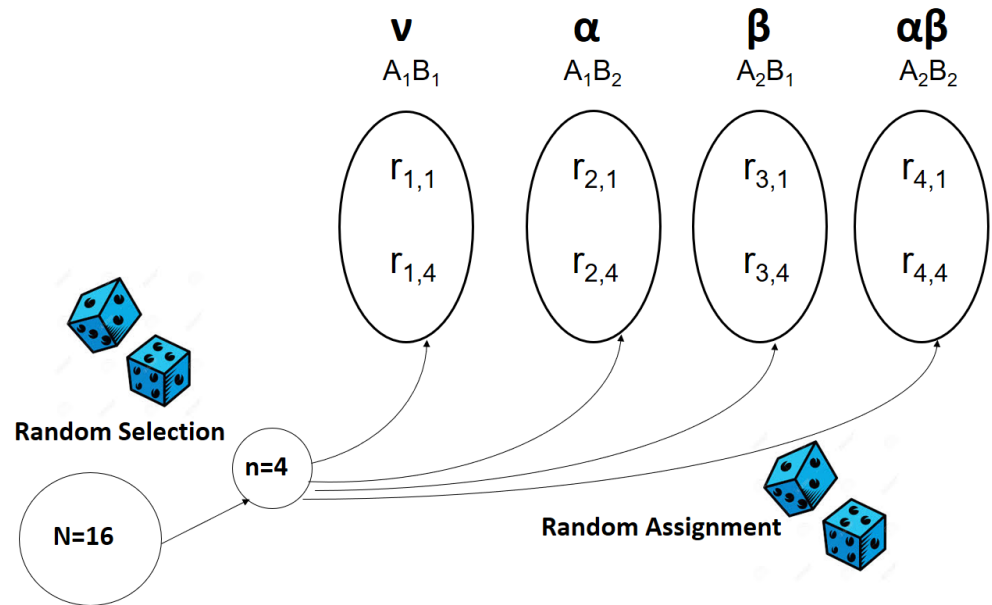 ν α β αβ
A₁B₁ A₁B₂ A₂B₁ A₂B₂
r₁,₁ r₂,₁ r₃,₁ r₄,₁
r₁,₄ r₂,₄ r₃,₄ r₄,₄
Random Selection
n=4
Random Assignment
N=16